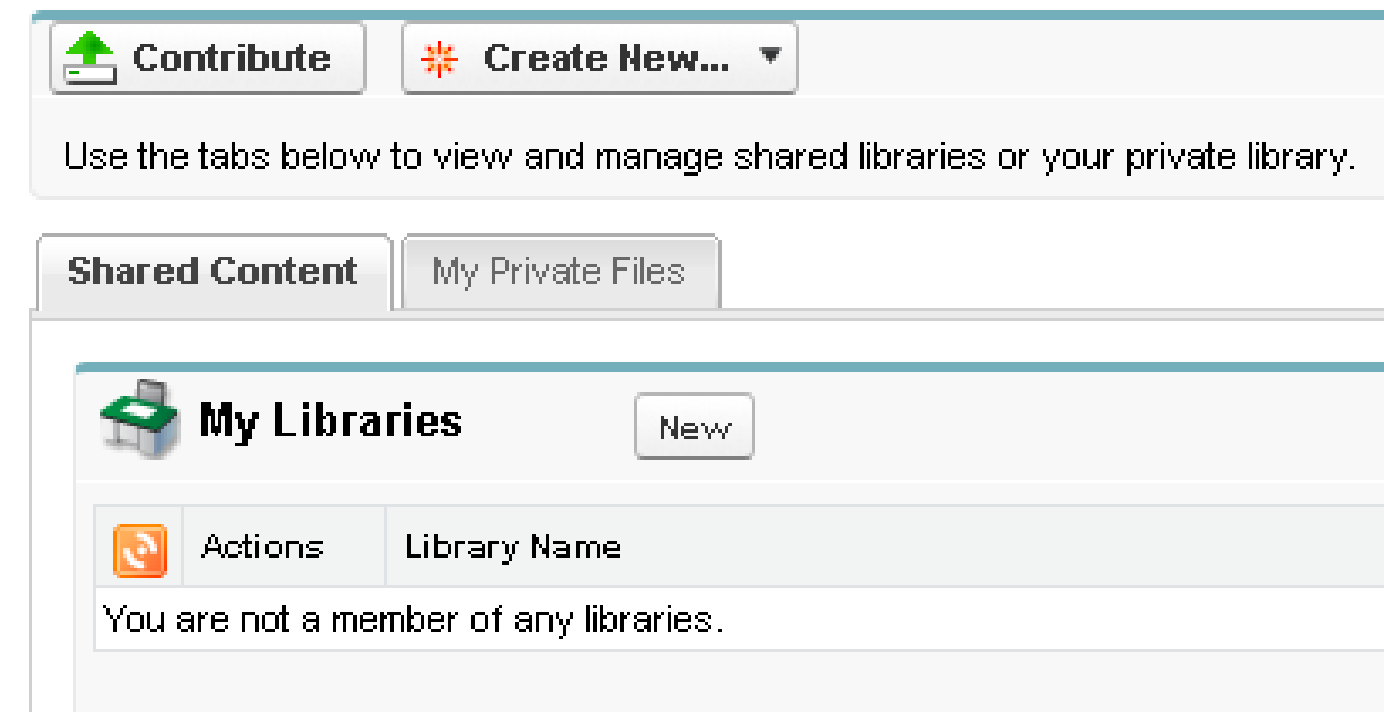 Contribute Create New...
Use the tabs below to view and manage shared libraries or your private library.
Shared Content My Private Files
My Libraries New
Actions Library Name
You are not a member of any libraries.